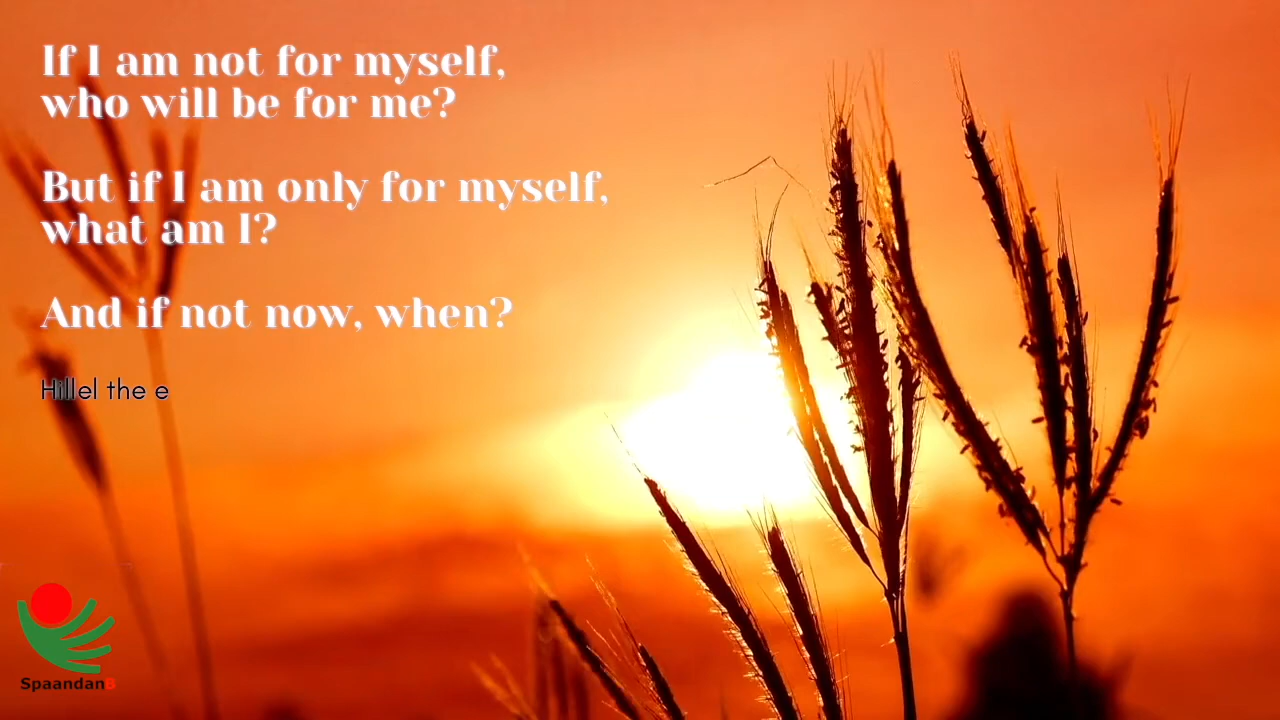 If I am not for myself,
who will be for me?
But if I am only for myself,
what am I?
And if not now, when?
Hillel the e
SpaandanB